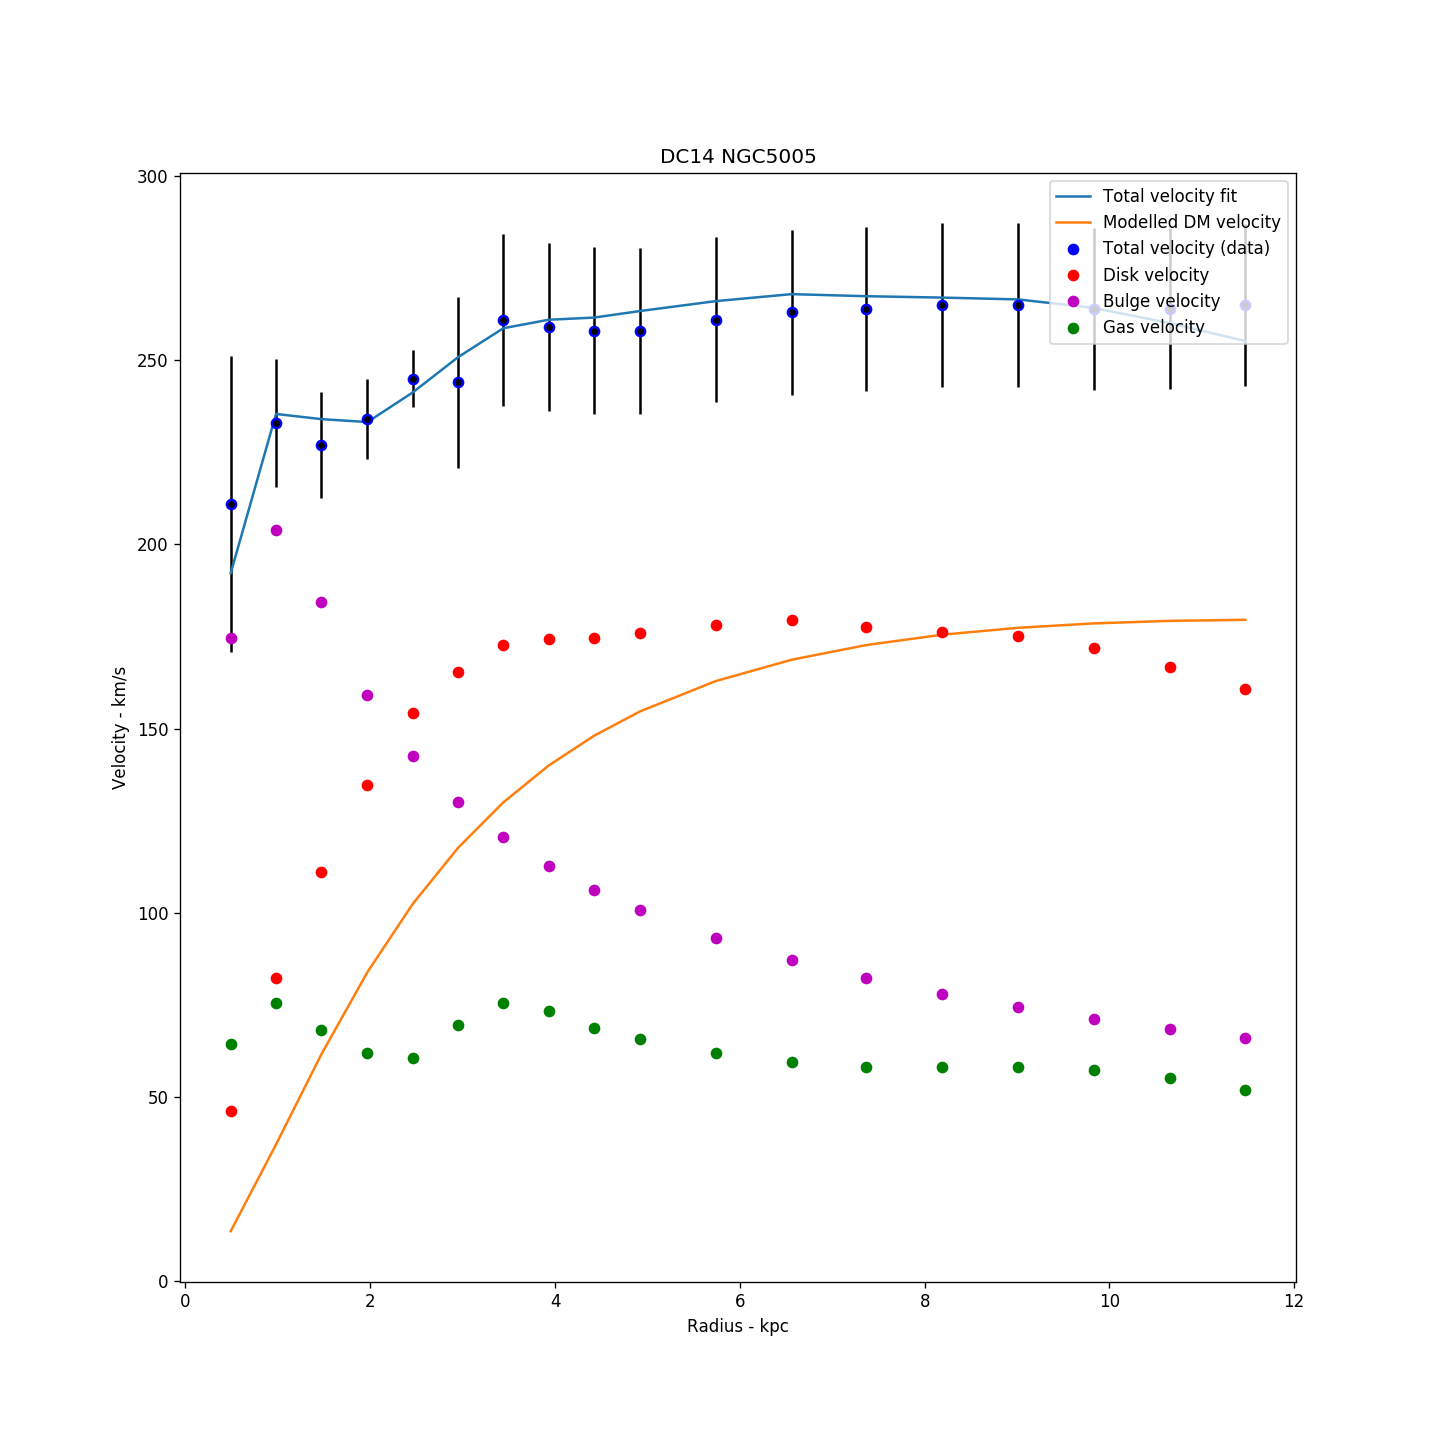 DC14 NGC5005
300
250
200
150
100
50
0
Velocity - km/s
Total velocity fit
Modelled DM velocity
Total velocity (data)
Disk velocity
Bulge velocity
Gas velocity
0 2 4 6 8 10 12
Radius - kpc